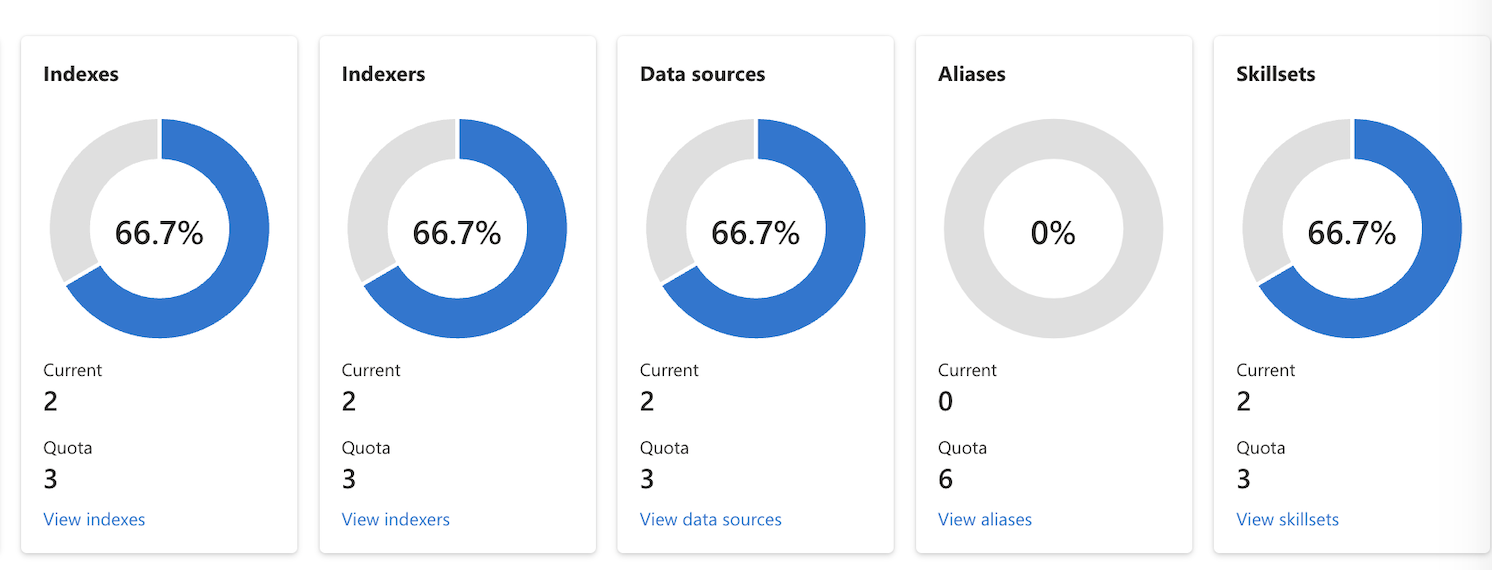 Indexes
66.7%
Current
2
Quota
3
View indexes
Indexers
66.7%
Current
2
Quota
3
View indexers
Data sources
66.7%
Current
2
Quota
3
View data sources
Aliases
0%
Current
0
Quota
6
View aliases
Skillsets
66.7%
Current
2
Quota
3
View skillsets